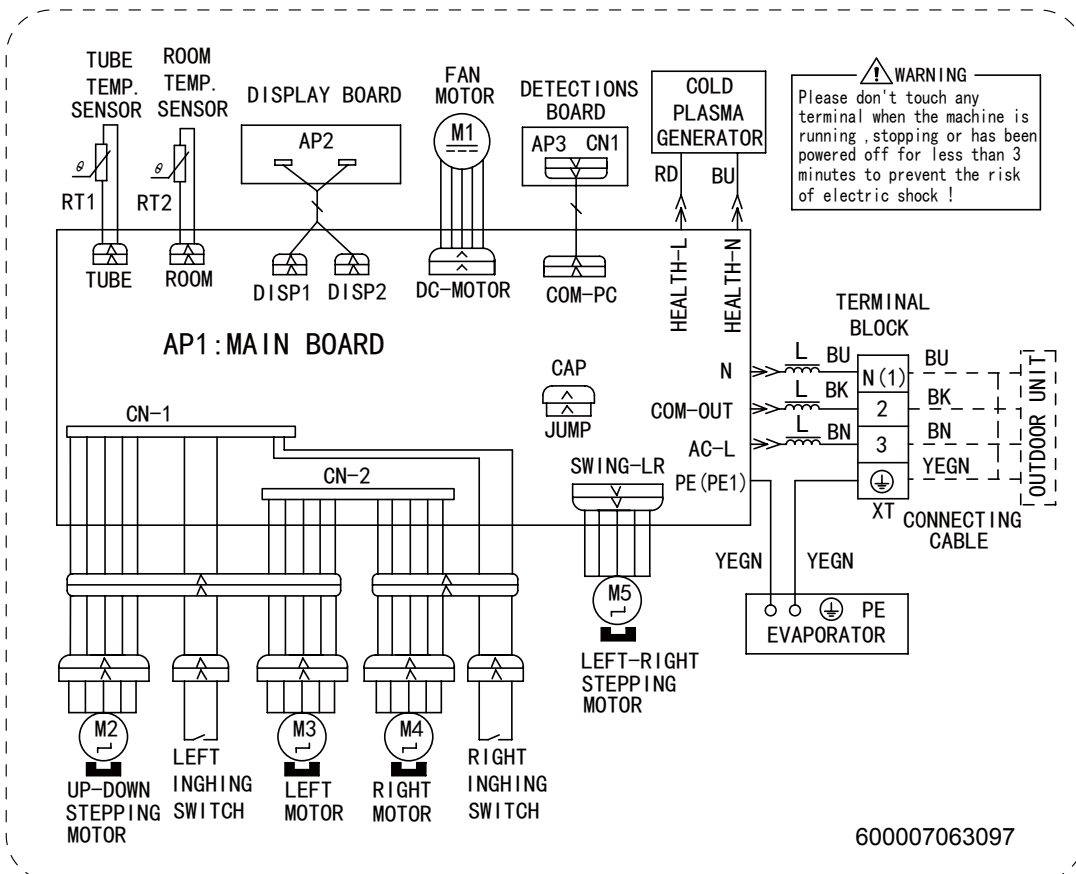 TUBE
TEMP.
SENSOR
ROOM
TEMP.
SENSOR
DISPLAY BOARD
FAN
MOTOR
DETECTIONS
BOARD
COLD
PLASMA
GENERATOR
WARNING
Please don't touch any
terminal when the machine is
running ,stopping or has been
powered off for less than 3
minutes to prevent the risk
of electric shock !
θ
RT1
θ
RT2
AP2
M1
AP3 CN1
RD
BU
TUBE
ROOM
DISP1
DISP2
DC-MOTOR
COM-PC
HEALTH-L
HEALTH-N
AP1:MAIN BOARD
TERMINAL
BLOCK
CAP
JUMP
N
L
BU
N(1)
BU
COM-OUT
L
BK
2
BK
AC-L
L
BN
3
BN
PE(PE1)
YEGN
XT
CONNECTING
CABLE
OUTDOOR UNIT
CN-1
CN-2
SWING-LR
YEGN
YEGN
PE
EVAPORATOR
M5
LEFT-RIGHT
STEPPING
MOTOR
M2
UP-DOWN
STEPPING
MOTOR
LEFT
INGHING
SWITCH
M3
LEFT
MOTOR
M4
RIGHT
MOTOR
RIGHT
INGHING
SWITCH
600007063097